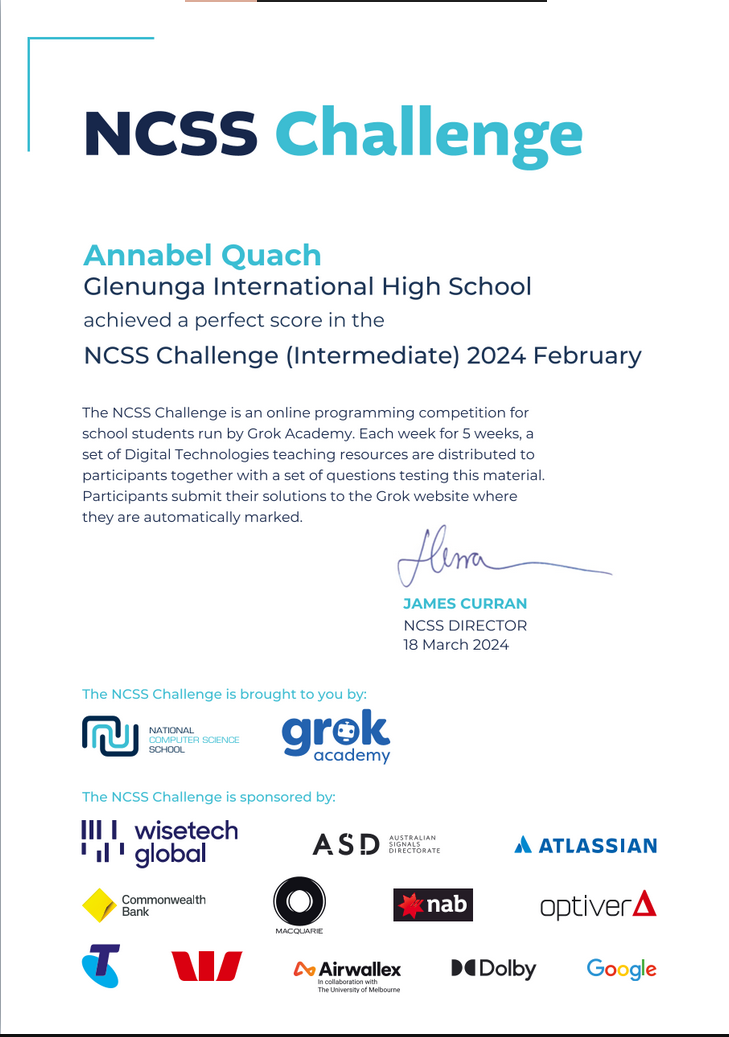 NCSS Challenge
Annabel Quach
Glenunga International High School
achieved a perfect score in the
NCSS Challenge (Intermediate) 2024 February
The NCSS Challenge is an online programming competition for
school students run by Grok Academy. Each week for 5 weeks, a
set of Digital Technologies teaching resources are distributed to
participants together with a set of questions testing this material.
Participants submit their solutions to the Grok website where
they are automatically marked.
JAMES CURRAN
NCSS DIRECTOR
18 March 2024
The NCSS Challenge is brought to you by:
NATIONAL
COMPUTER SCIENCE
SCHOOL
grok
academy
The NCSS Challenge is sponsored by:
wisetech
global
ASD
AUSTRALIAN
SIGNALS
DIRECTORATE
ATLASSIAN
Commonwealth
Bank
MACQUARIE
nab
optiver
T
Airwallex
In collaboration with
The University of Melbourne
Dolby
Google